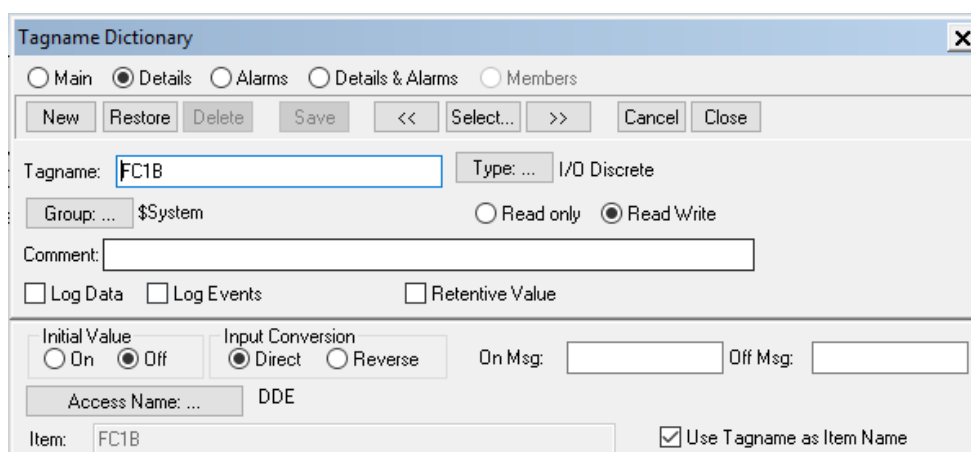 Tagname Dictionary
Main Details Alarms Details & Alarms Members
New Restore Delete Save << Select... >> Cancel Close
Tagname: FC1B Type: ... I/O Discrete
Group: ... $System Read only Read Write
Comment:
Log Data Log Events Retentive Value
Initial Value Input Conversion
On Off Direct Reverse On Msg: Off Msg:
Access Name: ... DDE
Item: FC1B Use Tagname as Item Name